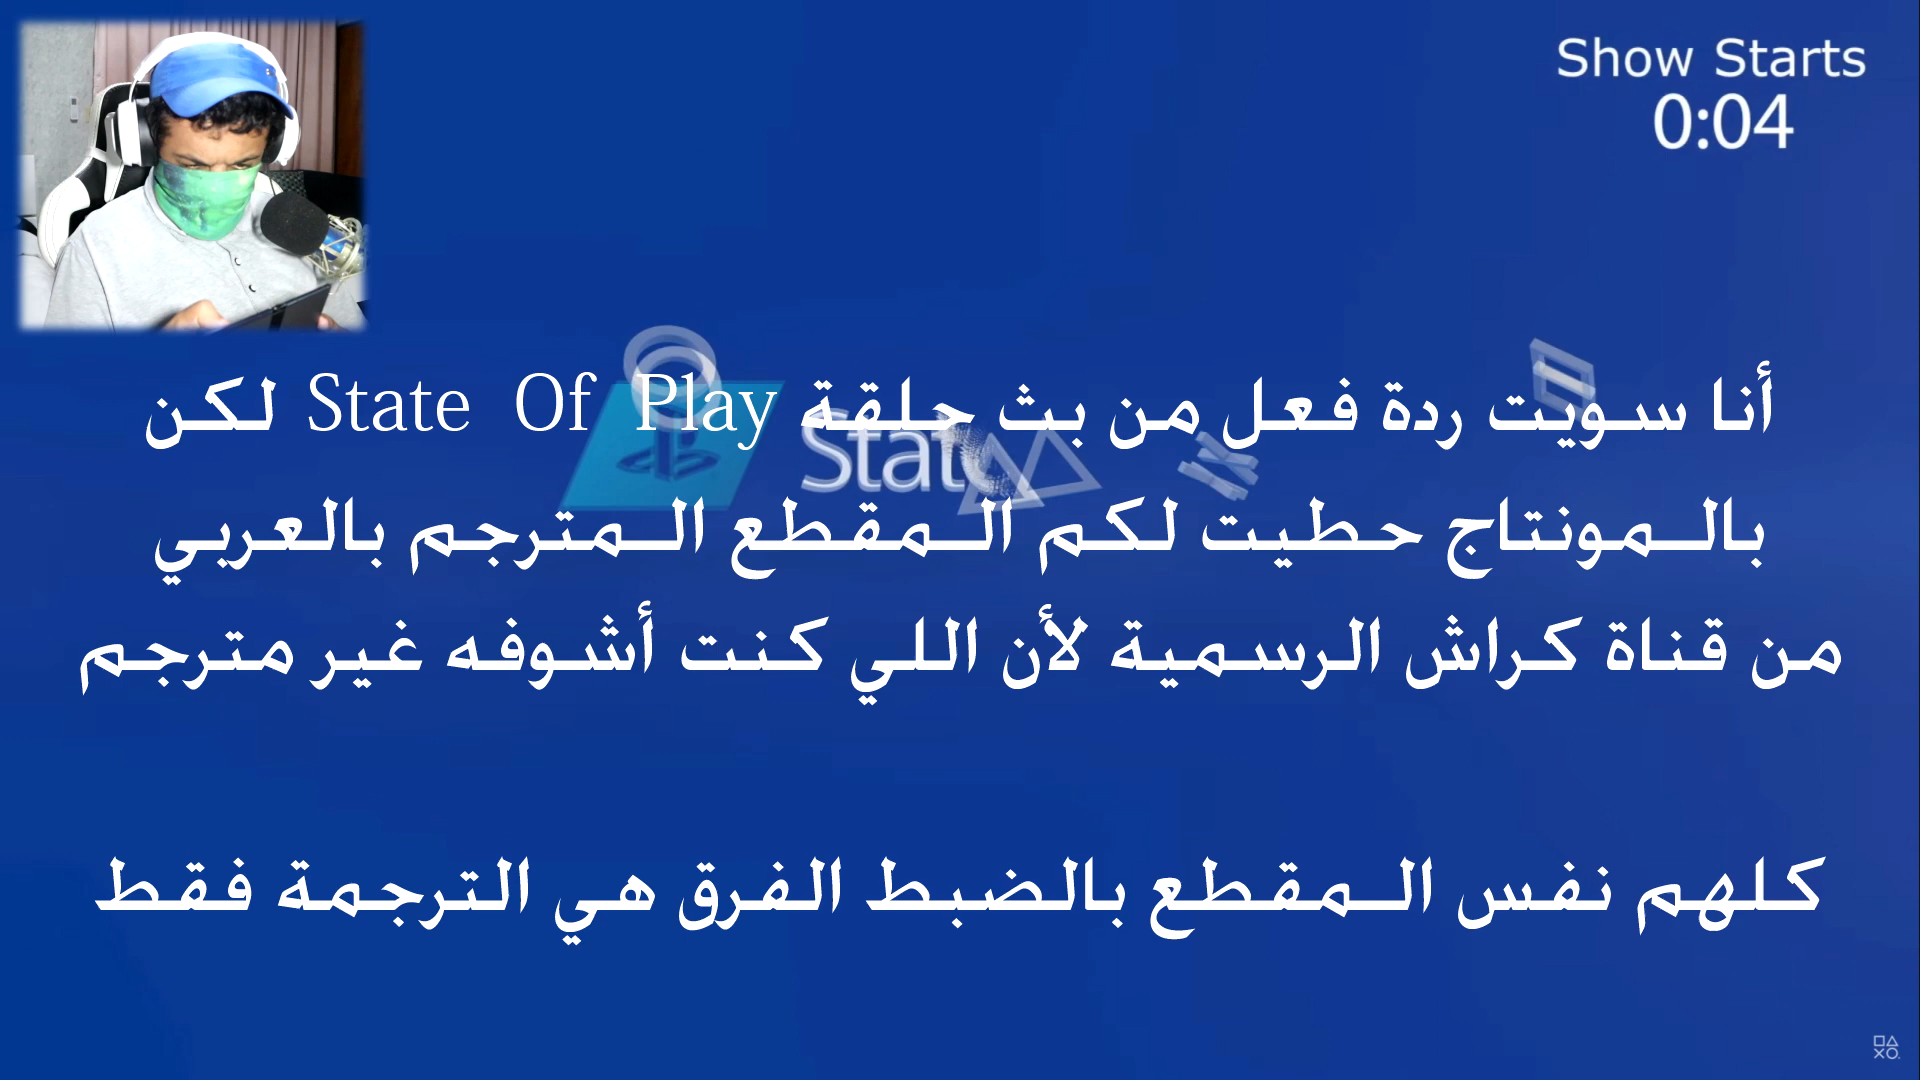 Show Starts
0:04
أنا سويت ردة فعل من بث حلقة State Of Play لكن
State
بالمونتاج حطيت لكم المقطع المترجم بالعربي
من قناة كراش الرسمية لأن اللي كنت أشوفه غير مترجم
كلهم نفس المقطع بالضبط الفرق هي الترجمة فقط